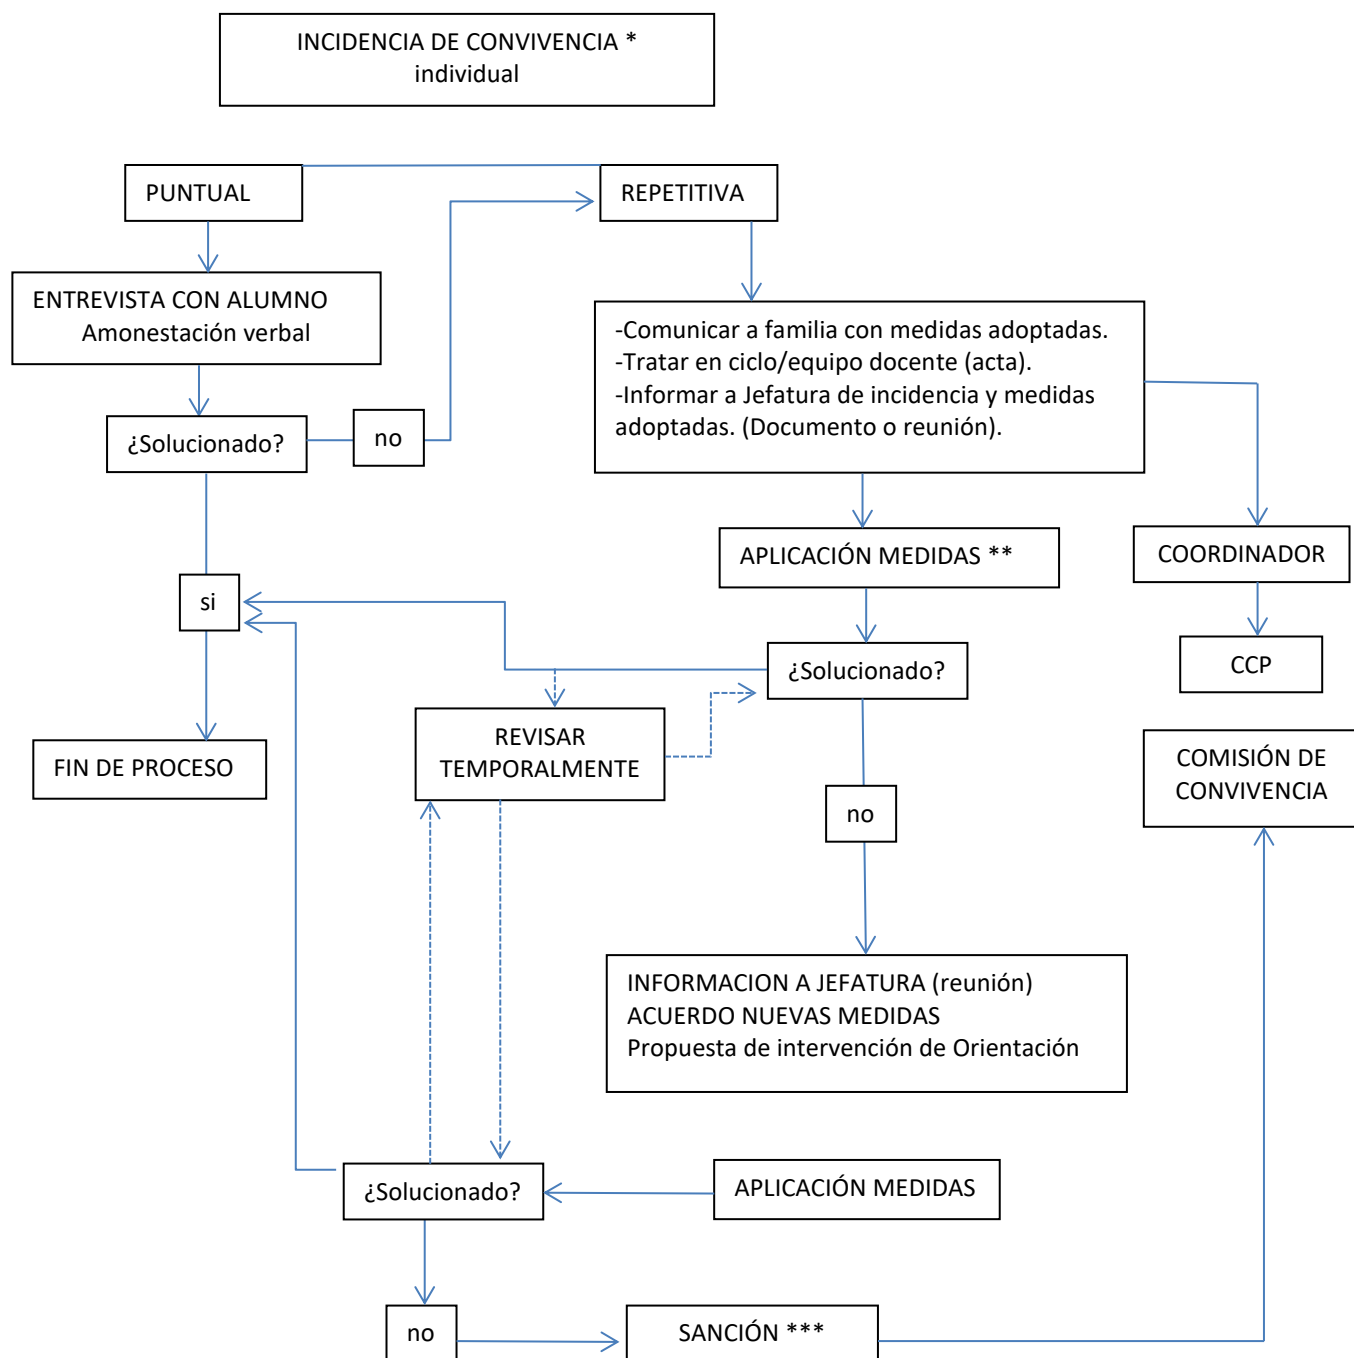 INCIDENCIA DE CONVIVENCIA *
individual
PUNTUAL
REPETITIVA
ENTREVISTA CON ALUMNO
Amonestación verbal
-Comunicar a familia con medidas adoptadas.
-Tratar en ciclo/equipo docente (acta).
-Informar a Jefatura de incidencia y medidas
adoptadas. (Documento o reunión).
¿Solucionado?
no
APLICACIÓN MEDIDAS **
COORDINADOR
si
¿Solucionado?
CCP
REVISAR
TEMPORALMENTE
FIN DE PROCESO
COMISIÓN DE
CONVIVENCIA
no
INFORMACION A JEFATURA (reunión)
ACUERDO NUEVAS MEDIDAS
Propuesta de intervención de Orientación
¿Solucionado?
APLICACIÓN MEDIDAS
no
SANCIÓN ***